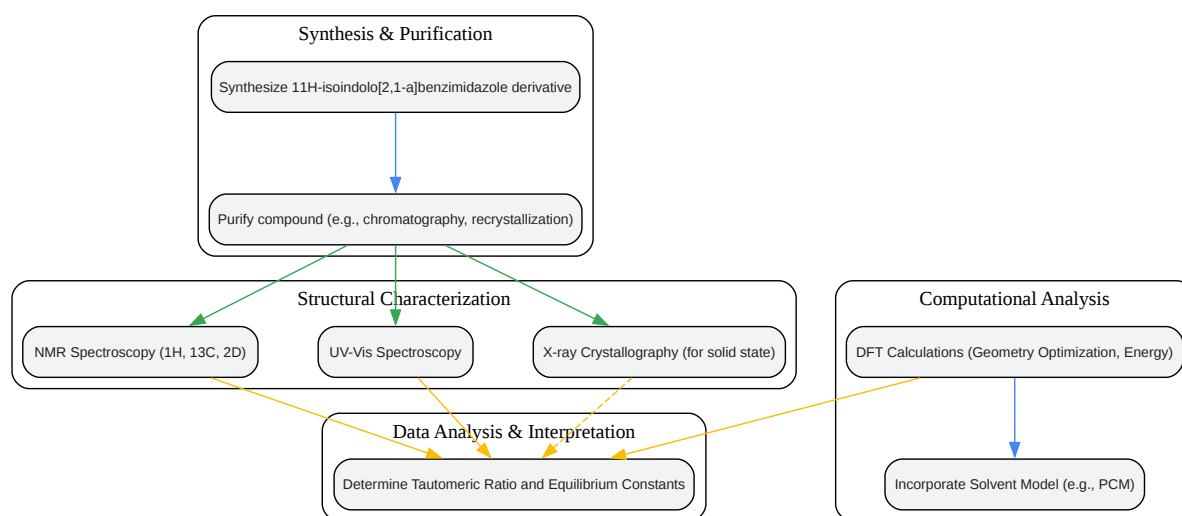 Synthesis & Purification
Synthesize 11H-isoindolo[2,1-a]benzimidazole derivative
Purify compound (e.g., chromatography, recrystallization)
Structural Characterization
NMR Spectroscopy (1H, 13C, 2D)
UV-Vis Spectroscopy
X-ray Crystallography (for solid state)
Computational Analysis
DFT Calculations (Geometry Optimization, Energy)
Incorporate Solvent Model (e.g., PCM)
Data Analysis & Interpretation
Determine Tautomeric Ratio and Equilibrium Constants